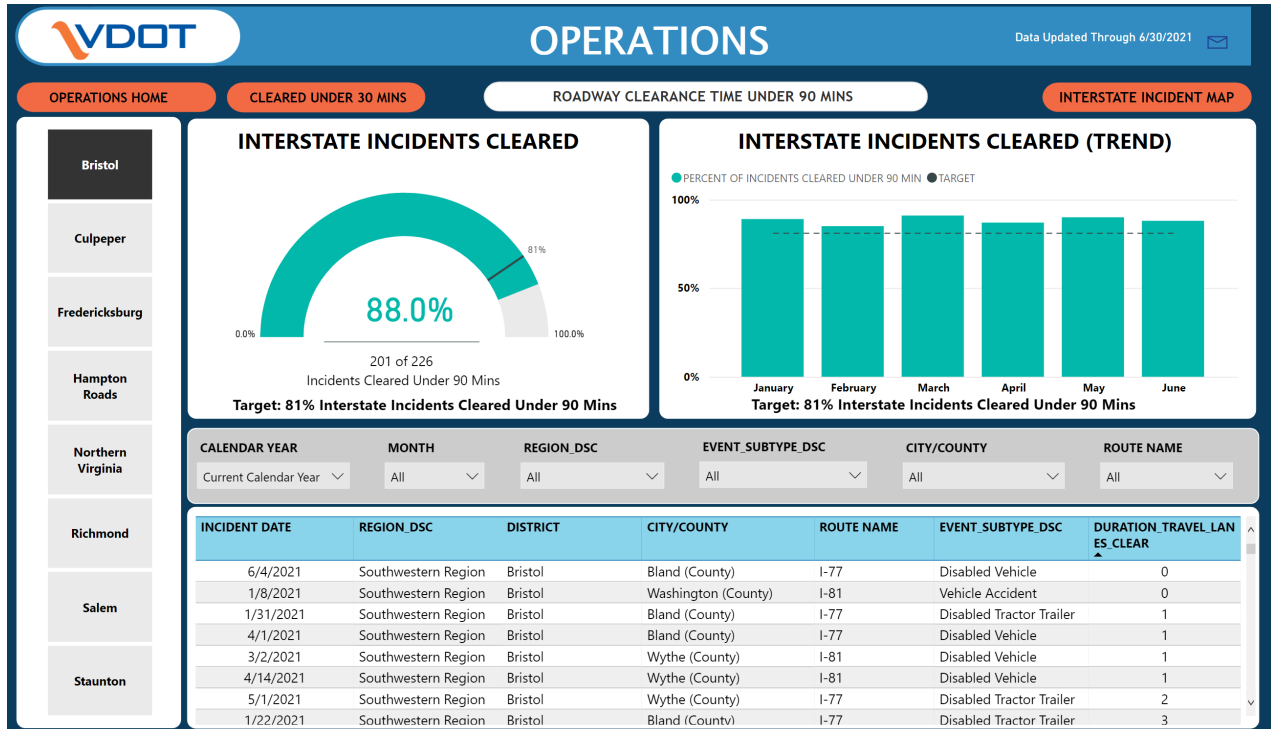 VDOT
OPERATIONS
Data Updated Through 6/30/2021
OPERATIONS HOME
CLEARED UNDER 30 MINS
ROADWAY CLEARANCE TIME UNDER 90 MINS
INTERSTATE INCIDENT MAP
Bristol
Culpeper
Fredericksburg
Hampton
Roads
Northern
Virginia
Richmond
Salem
Staunton
INTERSTATE INCIDENTS CLEARED
81%
88.0%
0.0%
100.0%
201 of 226
Incidents Cleared Under 90 Mins
Target: 81% Interstate Incidents Cleared Under 90 Mins
INTERSTATE INCIDENTS CLEARED (TREND)
PERCENT OF INCIDENTS CLEARED UNDER 90 MIN TARGET
100%
50%
0%
January February March April May June
Target: 81% Interstate Incidents Cleared Under 90 Mins
CALENDAR YEAR MONTH REGION_DSC EVENT_SUBTYPE_DSC CITY/COUNTY ROUTE NAME
Current Calendar Year All All All All All
INCIDENT DATE REGION_DSC DISTRICT CITY/COUNTY ROUTE NAME EVENT_SUBTYPE_DSC DURATION_TRAVEL_LAN
ES_CLEAR
6/4/2021 Southwestern Region Bristol Bland (County) I-77 Disabled Vehicle 0
1/8/2021 Southwestern Region Bristol Washington (County) I-81 Vehicle Accident 0
1/31/2021 Southwestern Region Bristol Bland (County) I-77 Disabled Tractor Trailer 1
4/1/2021 Southwestern Region Bristol Bland (County) I-77 Disabled Vehicle 1
3/2/2021 Southwestern Region Bristol Wythe (County) I-81 Disabled Vehicle 1
4/14/2021 Southwestern Region Bristol Wythe (County) I-81 Disabled Vehicle 1
5/1/2021 Southwestern Region Bristol Wythe (County) I-77 Disabled Tractor Trailer 2
1/22/2021 Southwestern Region Bristol Bland (County) I-77 Disabled Tractor Trailer 3